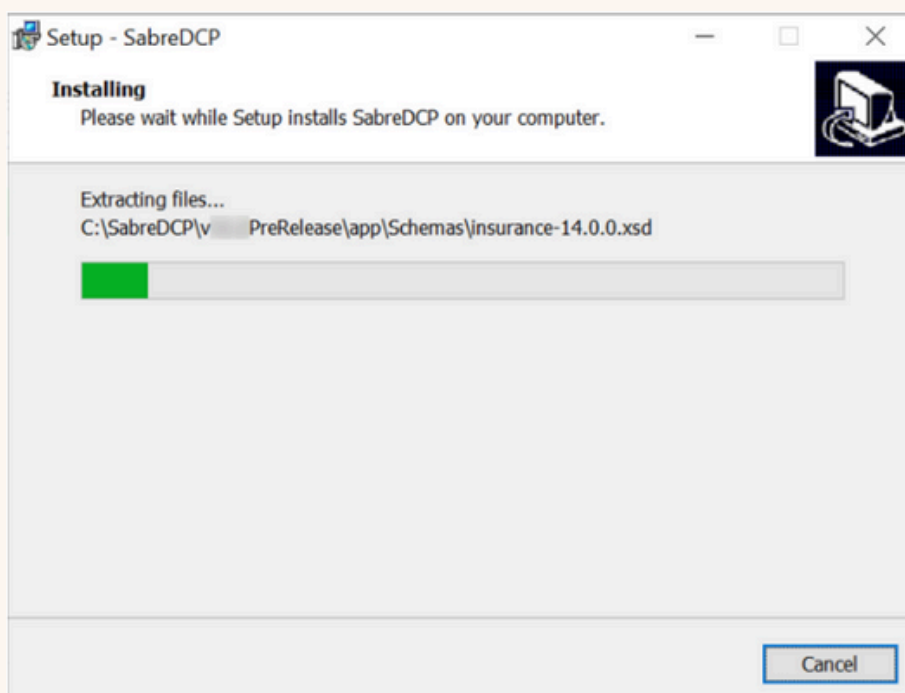 Setup - SabreDCP
Installing
Please wait while Setup installs SabreDCP on your computer.
Extracting files...
C:\SabreDCP\v PreRelease\app\Schemas\insurance-14.0.0.xsd
Cancel